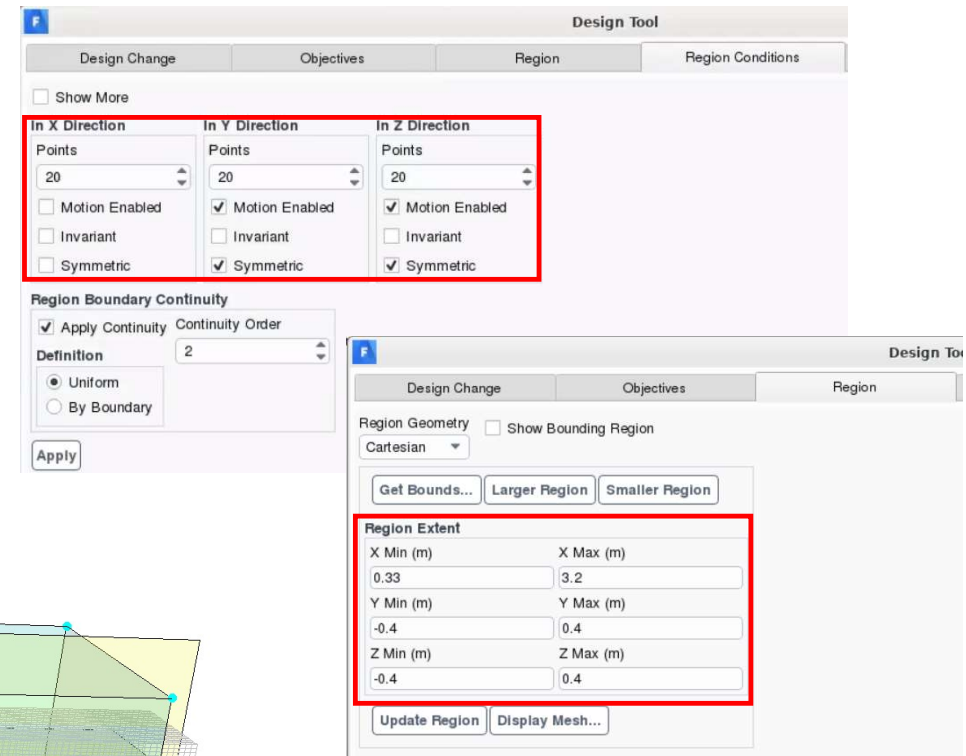 F
Design Tool
Design Change Objectives Region Region Conditions
Show More
In X Direction In Y Direction In Z Direction
Points Points Points
20 20 20
Motion Enabled Motion Enabled Motion Enabled
Invariant Invariant Invariant
Symmetric Symmetric Symmetric
Region Boundary Continuity
Apply Continuity Continuity Order
Definition 2
Uniform
By Boundary
Apply
F
Design Too
Design Change Objectives Region
Region Geometry Show Bounding Region
Cartesian
Get Bounds... Larger Region Smaller Region
Region Extent
X Min (m) X Max (m)
0.33 3.2
Y Min (m) Y Max (m)
-0.4 0.4
Z Min (m) Z Max (m)
-0.4 0.4
Update Region Display Mesh...